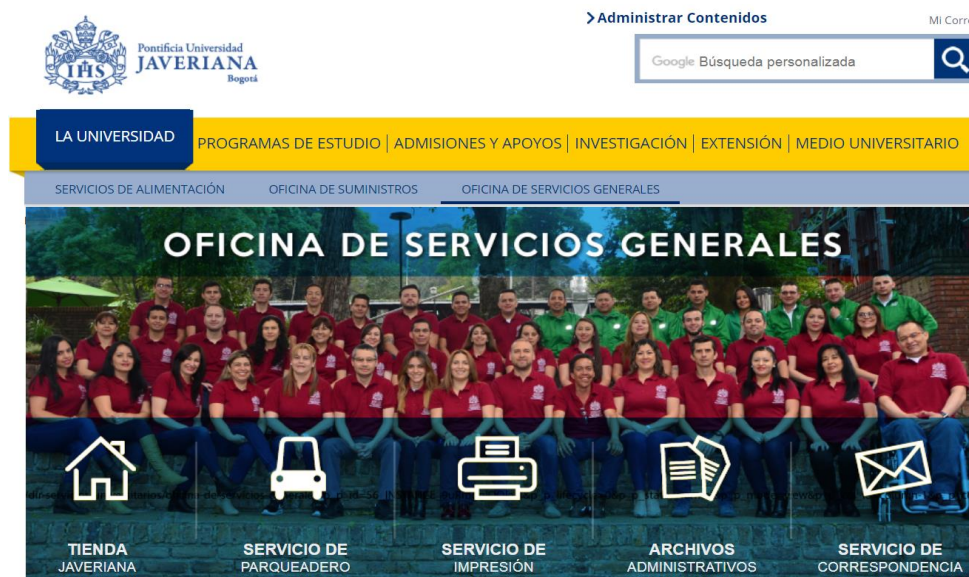 Administrar Contenidos
Mi Corre
Pontificia Universidad
JAVERIANA
Bogotá
IHS
Google Búsqueda personalizada
LA UNIVERSIDAD
PROGRAMAS DE ESTUDIO | ADMISIONES Y APOYOS | INVESTIGACIÓN | EXTENSIÓN | MEDIO UNIVERSITARIO
SERVICIOS DE ALIMENTACIÓN
OFICINA DE SUMINISTROS
OFICINA DE SERVICIOS GENERALES
OFICINA DE SERVICIOS GENERALES
TIENDA
JAVERIANA
SERVICIO DE
PARQUEADERO
SERVICIO DE
IMPRESIÓN
ARCHIVOS
ADMINISTRATIVOS
SERVICIO DE
CORRESPONDENCIA